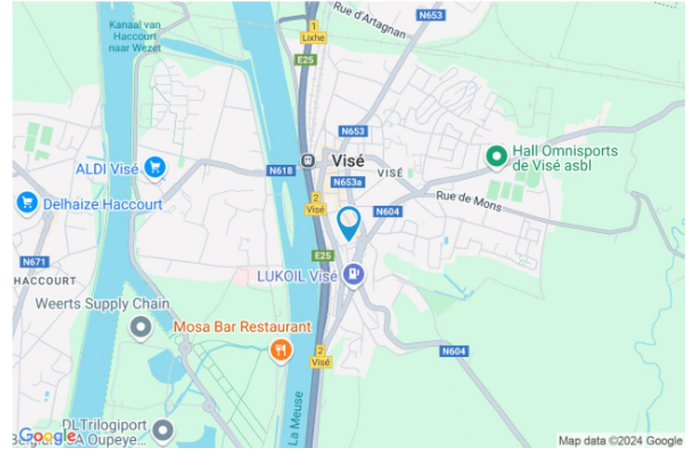 Rue d'Artagnan
N653
Kanaal van
Haccourt
naar Wezet
1
Lixhe
E25
N653
Hall Omnisports
de Visé asbl
Visé
ALDI Visé
N618
VISÉ
N653a
Rue de Mons
Delhaize Haccourt
2
Visé
N604
E25
N671
HACCOURT
LUKOIL Visé
Weerts Supply Chain
Mosa Bar Restaurant
2
Visé
N604
La Meuse
DLTrilogiport
Oupeye...
Google
Map data ©2024 Google